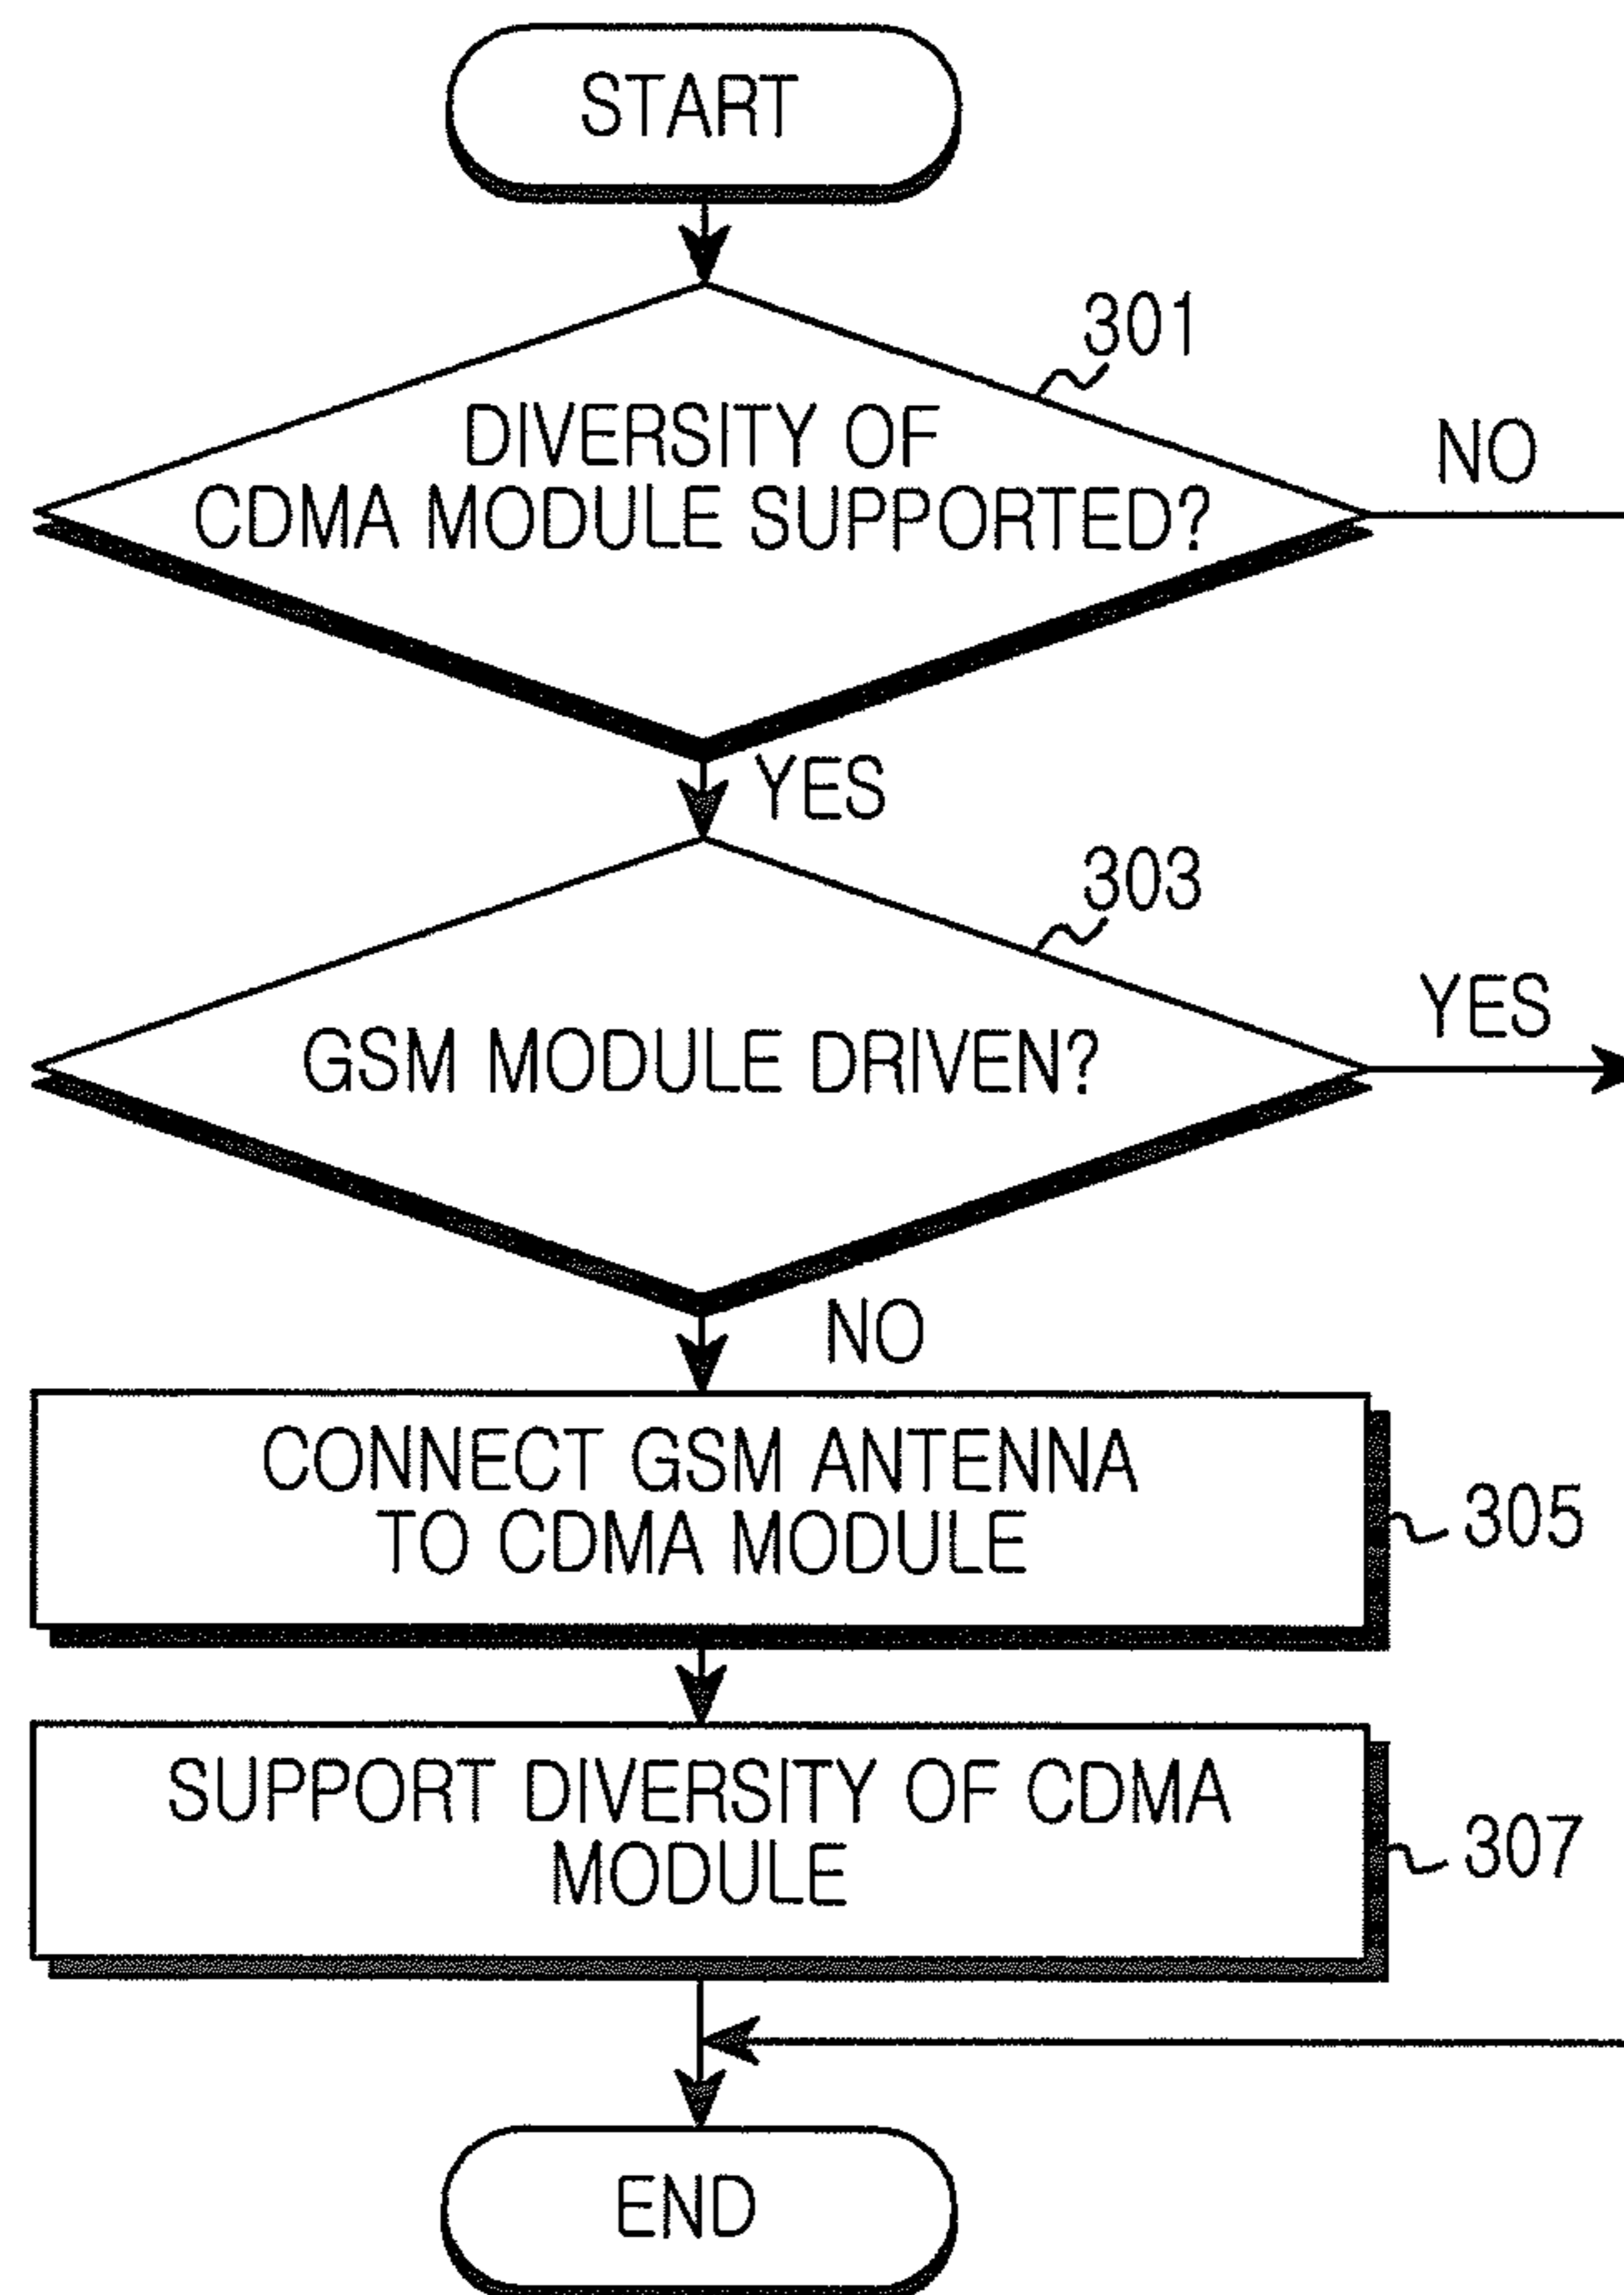 START
301
DIVERSITY OF
CDMA MODULE SUPPORTED?
NO
YES
303
GSM MODULE DRIVEN?
YES
NO
CONNECT GSM ANTENNA
TO CDMA MODULE
305
SUPPORT DIVERSITY OF CDMA
MODULE
307
END